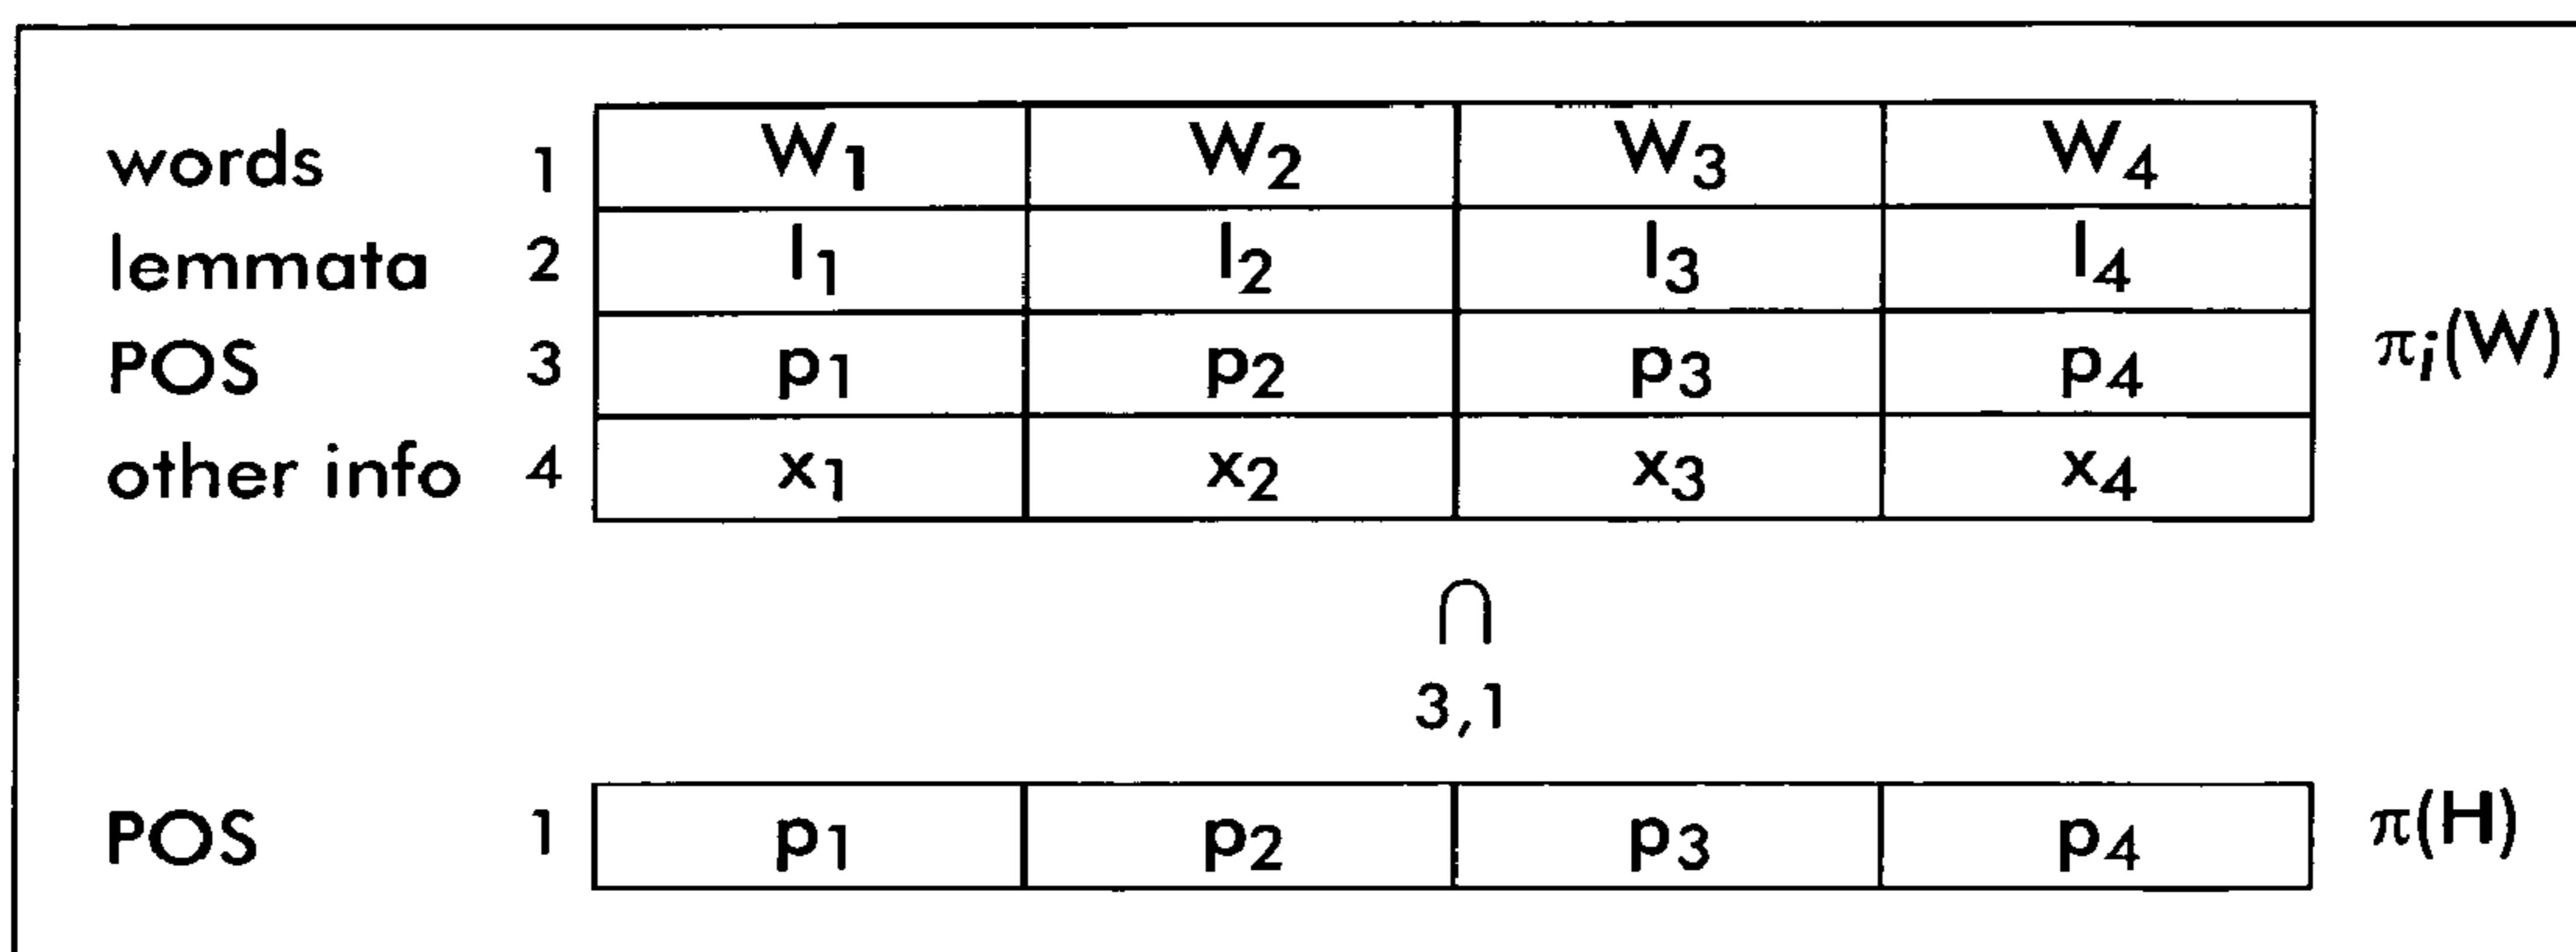 words 1 W₁ W₂ W₃ W₄
lemmata 2 l₁ l₂ l₃ l₄
POS 3 p₁ p₂ p₃ p₄ πᵢ(W)
other info 4 x₁ x₂ x₃ x₄
∩
3,1
POS 1 p₁ p₂ p₃ p₄ π(H)